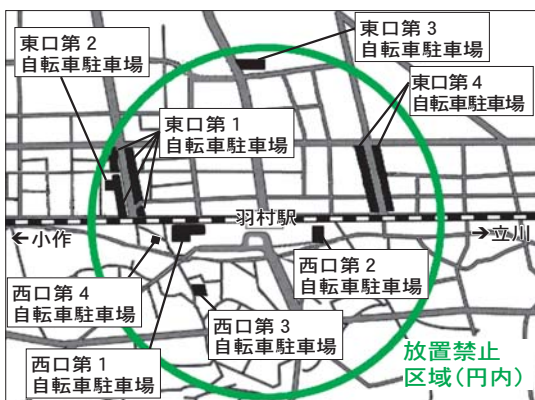 東口第2
自転車駐車場
東口第3
自転車駐車場
東口第1
自転車駐車場
東口第4
自転車駐車場
羽村駅
←小作
→立川
西口第4
自転車駐車場
西口第2
自転車駐車場
西口第3
自転車駐車場
西口第1
自転車駐車場
放置禁止
区域(円内)